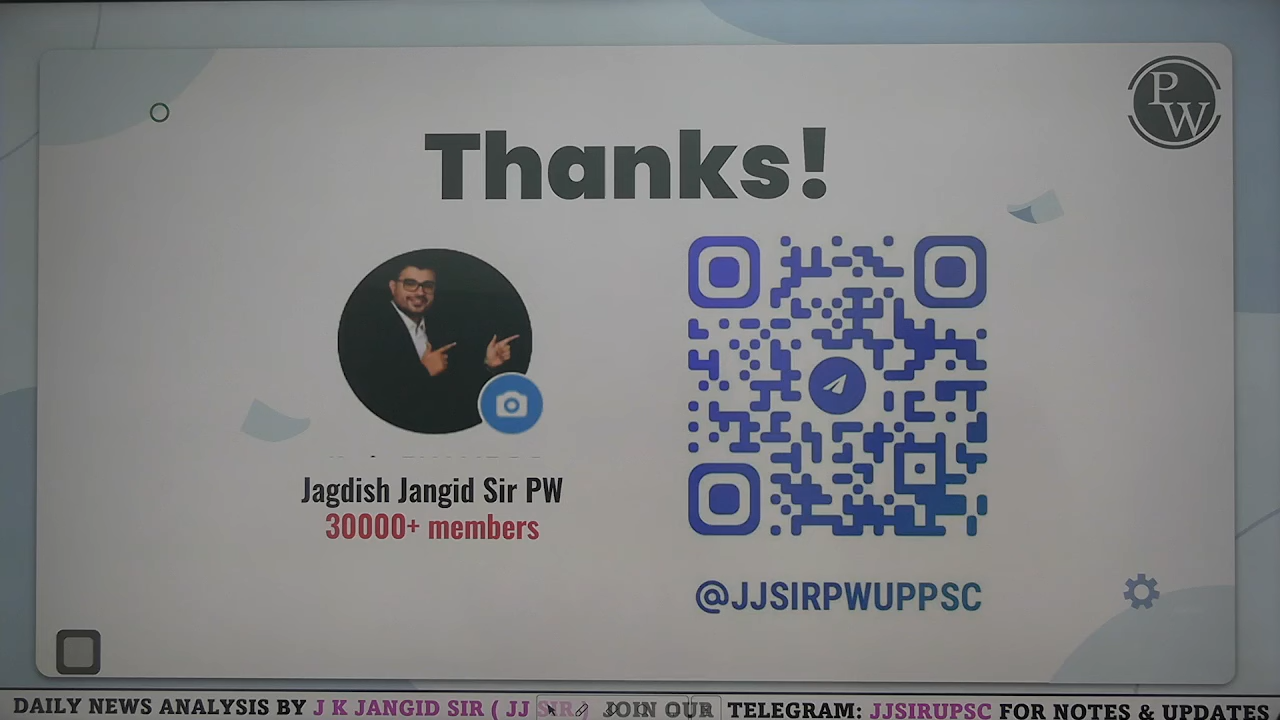 PW
Thanks!
Jagdish Jangid Sir PW
30000+ members
@JJSIRPWUPPSC
DAILY NEWS ANALYSIS BY J K JANGID SIR ( JJ SIR JOIN OUR TELEGRAM: JJSIRUPSC FOR NOTES & UPDATES